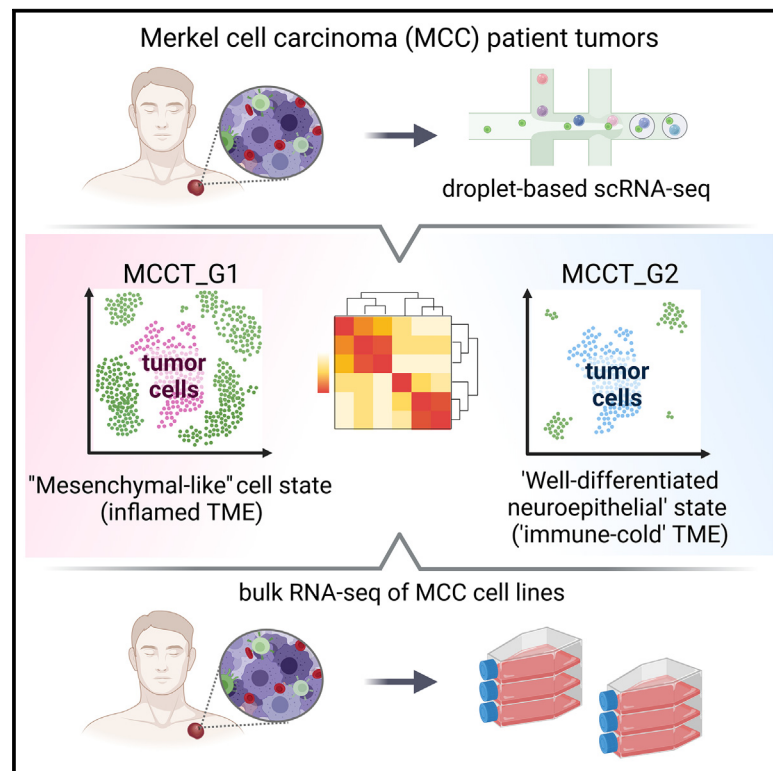 Merkel cell carcinoma (MCC) patient tumors
droplet-based scRNA-seq
MCCT_G1
tumor
cells
"Mesenchymal-like" cell state
(inflamed TME)
MCCT_G2
tumor
cells
'Well-differentiated
neuroepithelial' state
('immune-cold' TME)
bulk RNA-seq of MCC cell lines